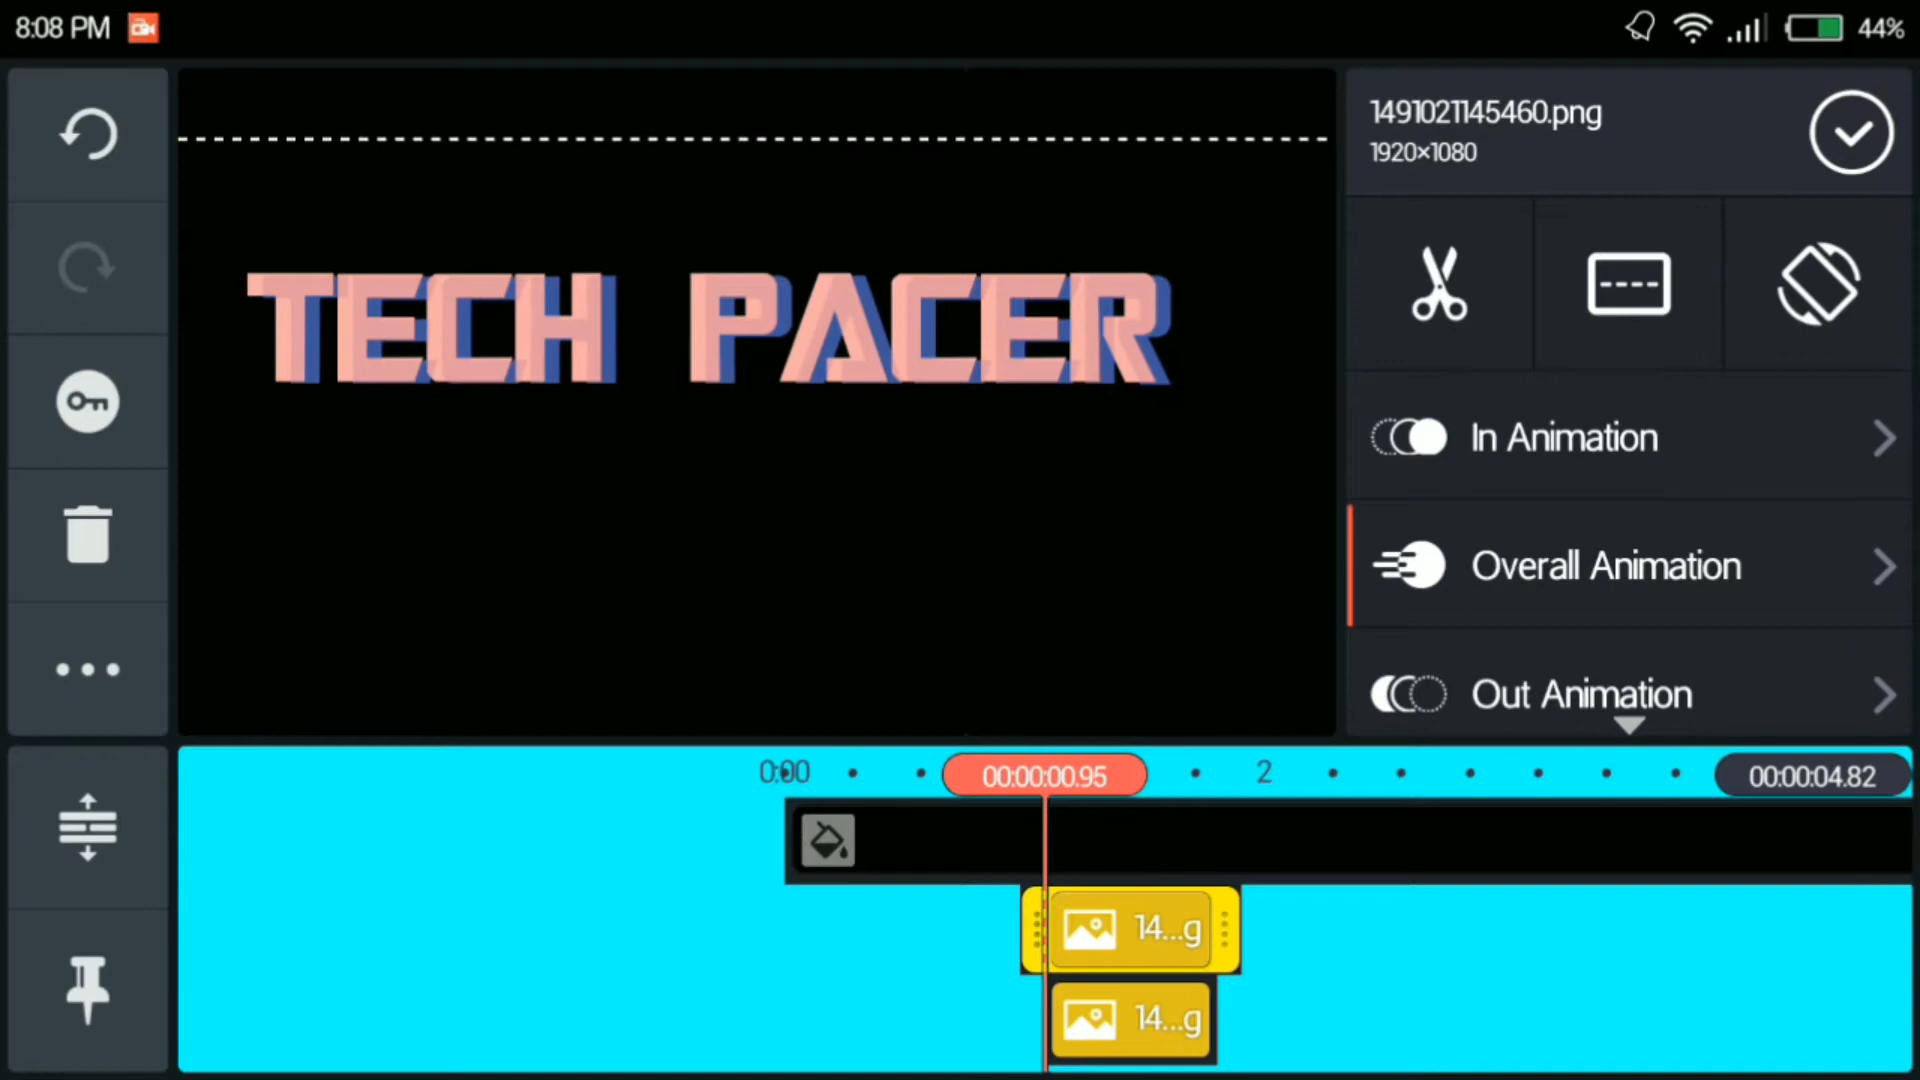 8:08 PM
44%
1491021145460.png
1920×1080
TECH PACER
In Animation
Overall Animation
Out Animation
0:00
00:00:00.95
2
00:00:04.82
14...g
14...g